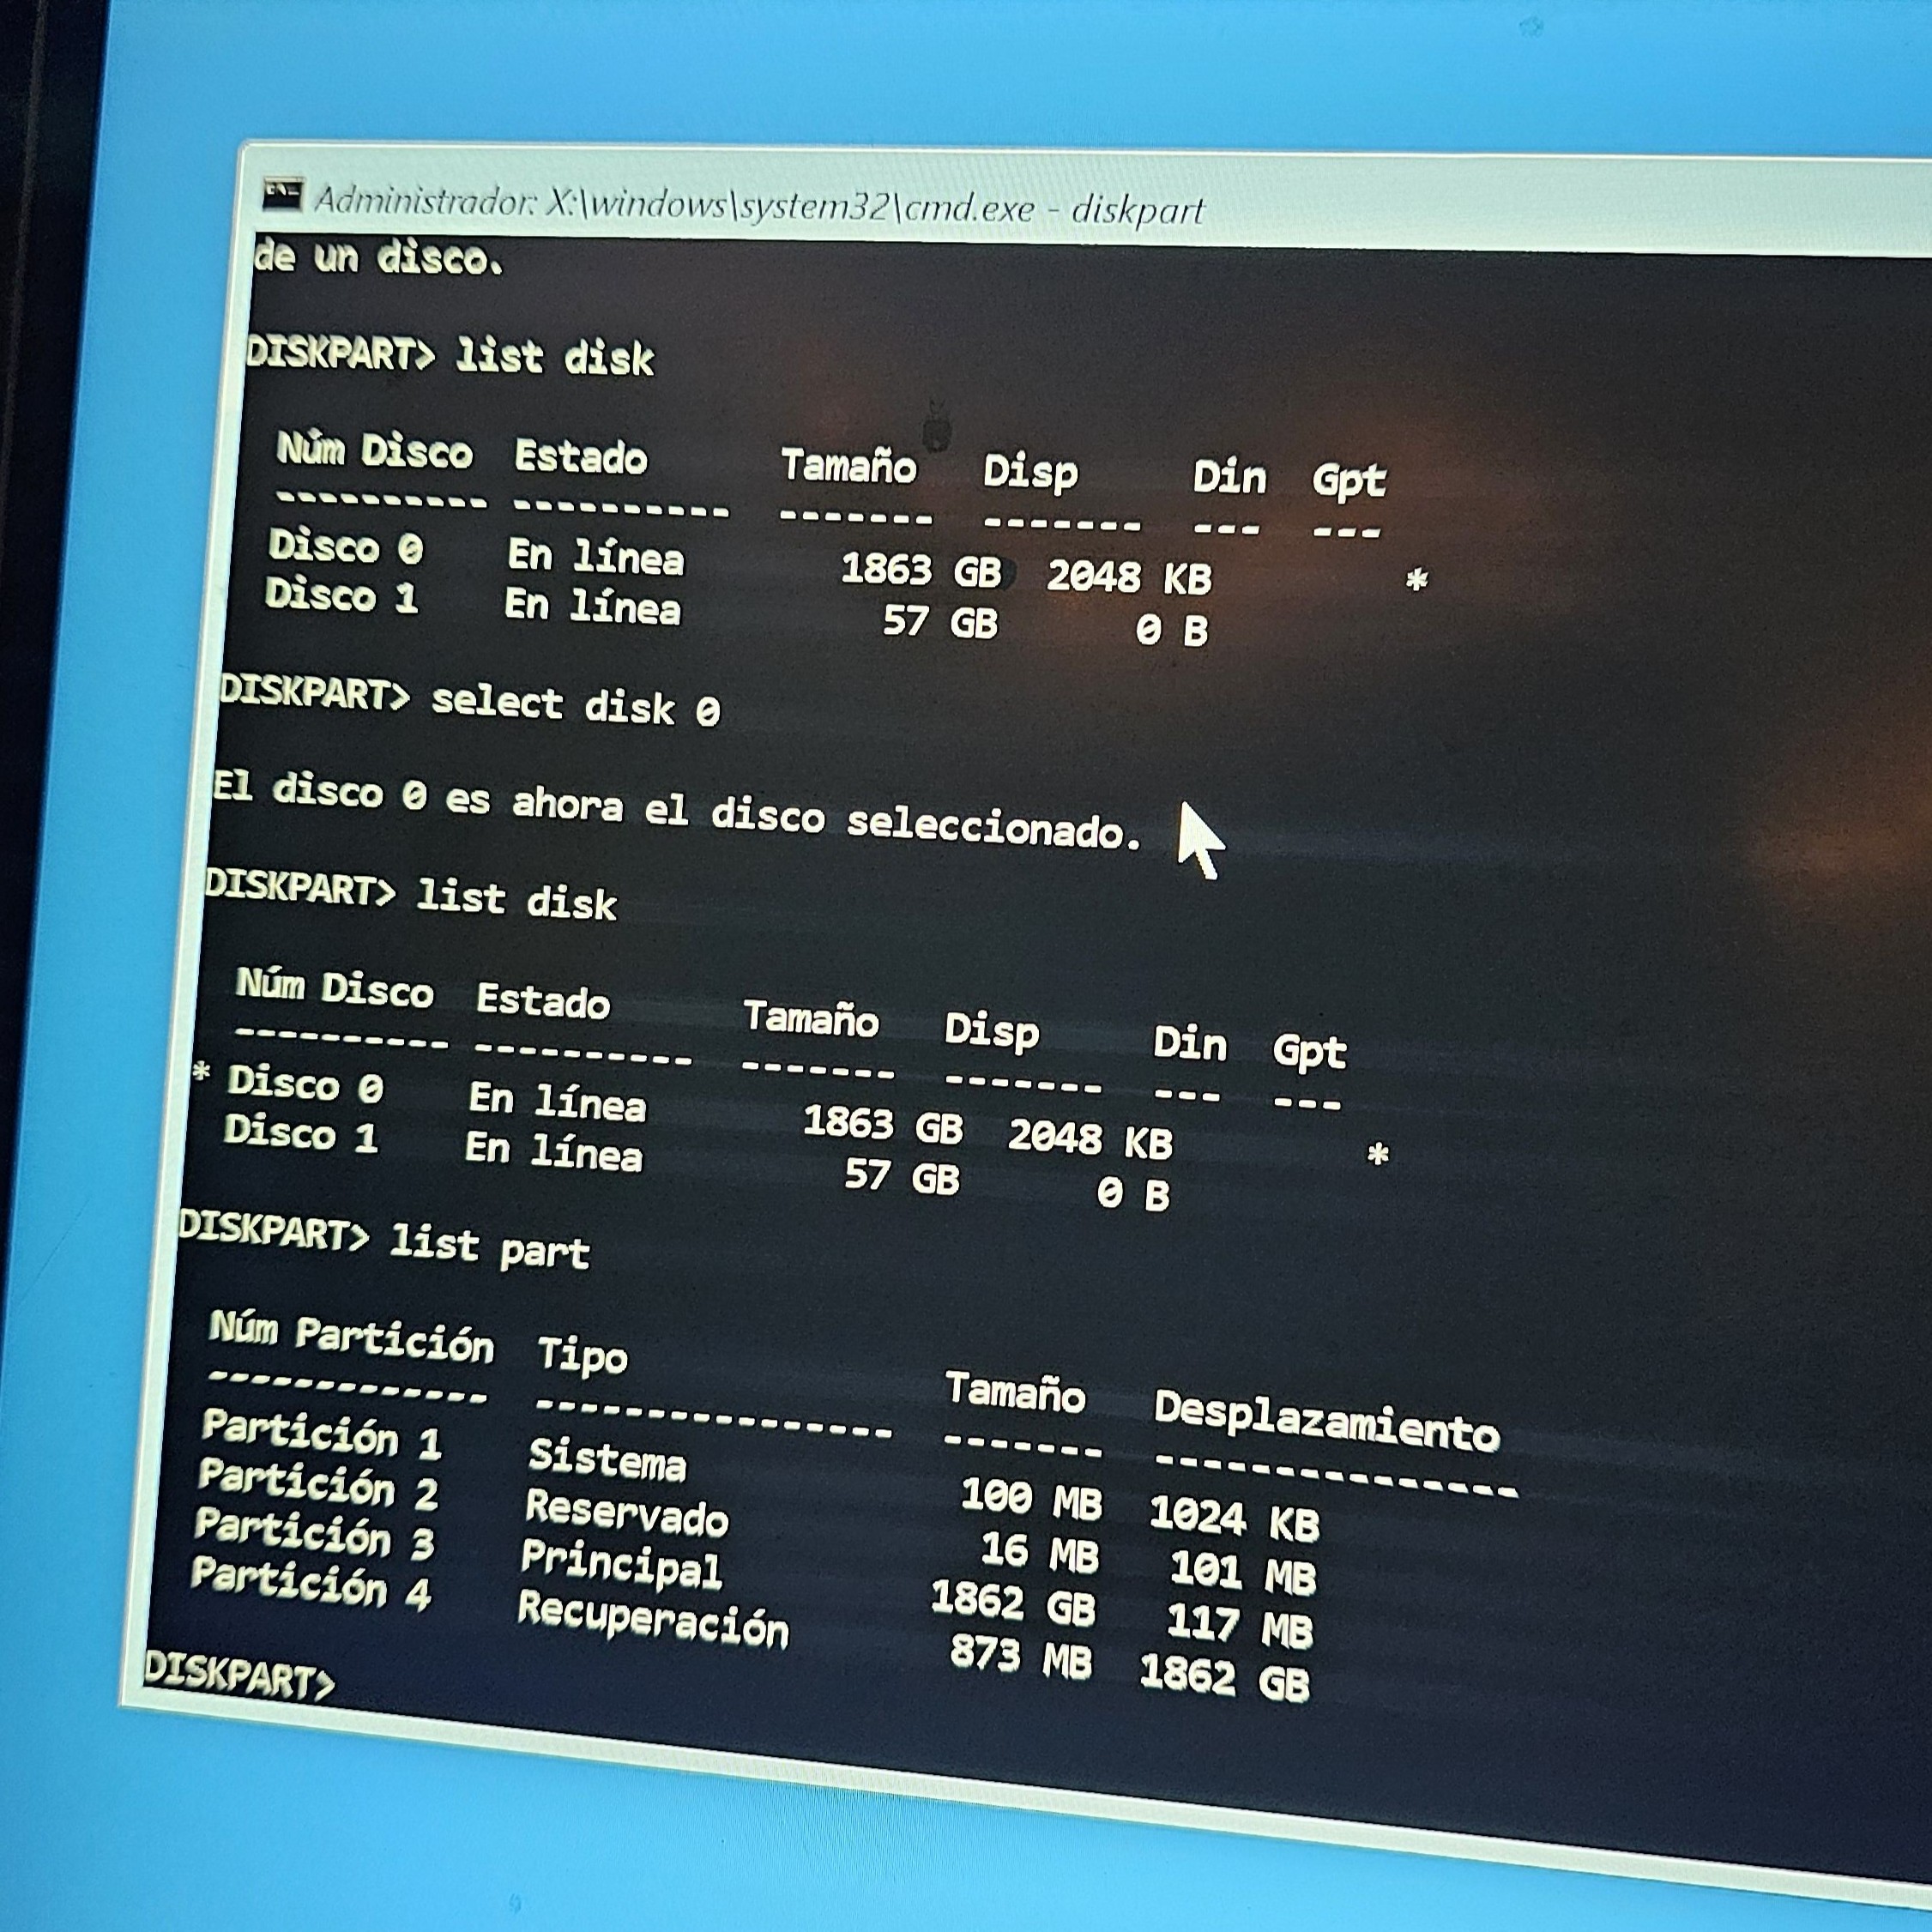 Administrador: X:\windows\system32\cmd.exe - diskpart
de un disco.
DISKPART> list disk
Núm Disco  Estado      Tamaño   Disp     Din  Gpt
---------- ----------  -------  -------  ---  ---
Disco 0    En línea      1863 GB  2048 KB        *
Disco 1    En línea        57 GB      0 B
DISKPART> select disk 0
El disco 0 es ahora el disco seleccionado.
DISKPART> list disk
Núm Disco  Estado      Tamaño   Disp     Din  Gpt
---------- ----------  -------  -------  ---  ---
* Disco 0    En línea      1863 GB  2048 KB        *
Disco 1    En línea        57 GB      0 B
DISKPART> list part
Núm Partición  Tipo              Tamaño   Desplazamiento
-------------  ----------------  -------  ----------------
Partición 1    Sistema            100 MB  1024 KB
Partición 2    Reservado           16 MB   101 MB
Partición 3    Principal         1862 GB   117 MB
Partición 4    Recuperación       873 MB  1862 GB
DISKPART>